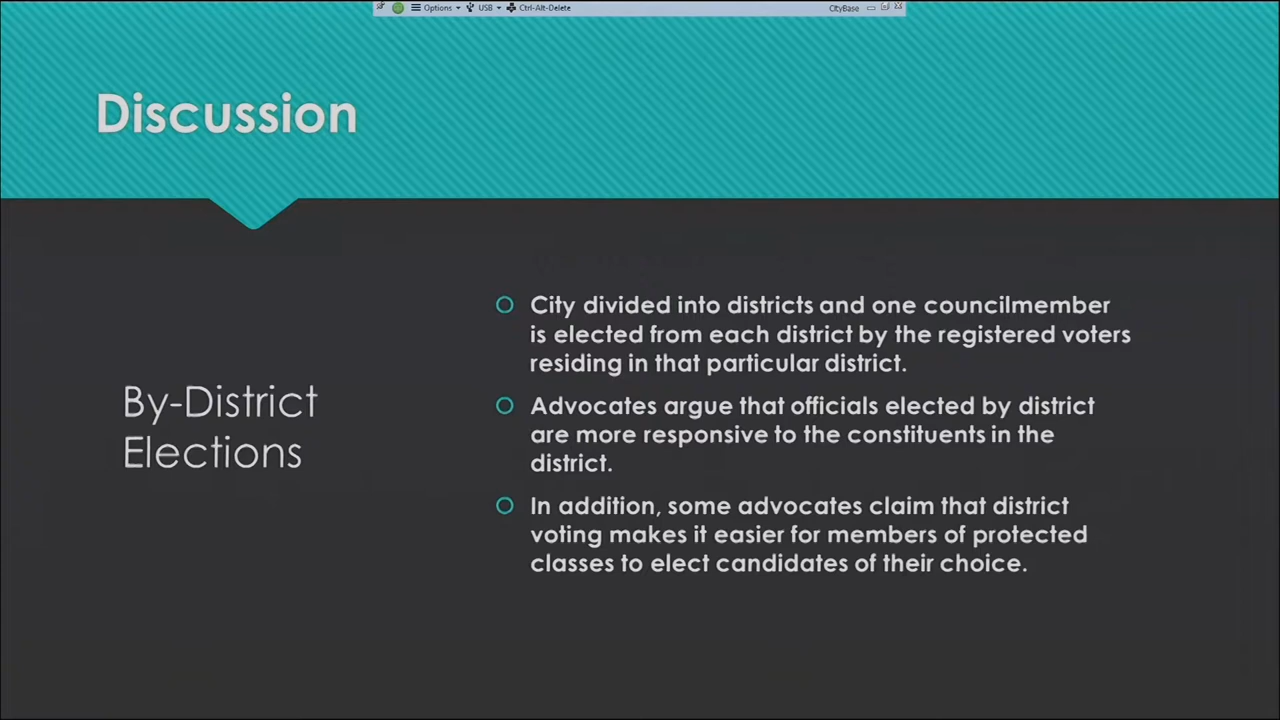 Options USB Ctrl-Alt-Delete CityBase
Discussion
By-District
Elections
City divided into districts and one councilmember
is elected from each district by the registered voters
residing in that particular district.
Advocates argue that officials elected by district
are more responsive to the constituents in the
district.
In addition, some advocates claim that district
voting makes it easier for members of protected
classes to elect candidates of their choice.